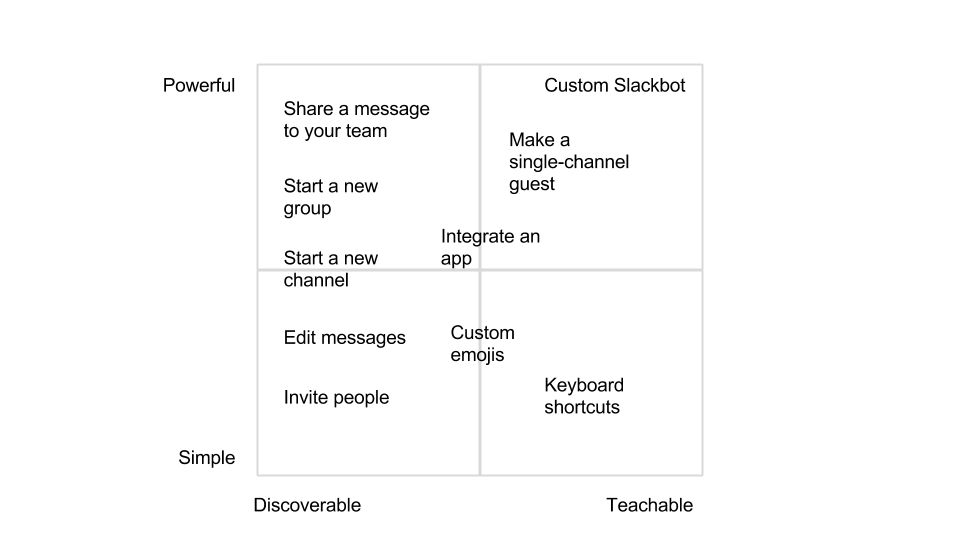 Powerful
Share a message
to your team
Start a new
group
Start a new
channel
Custom Slackbot
Make a
single-channel
guest
Integrate an
app
Edit messages
Invite people
Custom
emojis
Keyboard
shortcuts
Simple
Discoverable
Teachable